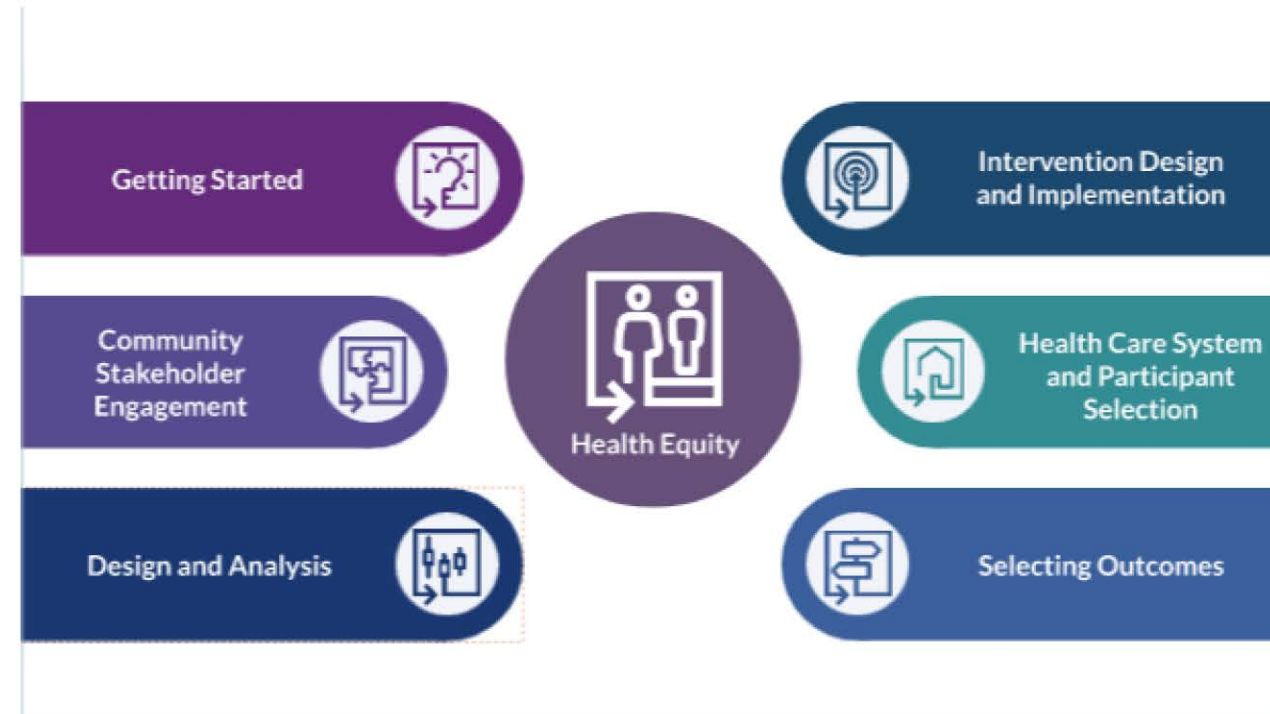 Getting Started
Community
Stakeholder
Engagement
Design and Analysis
Health Equity
Intervention Design
and Implementation
Health Care System
and Participant
Selection
Selecting Outcomes